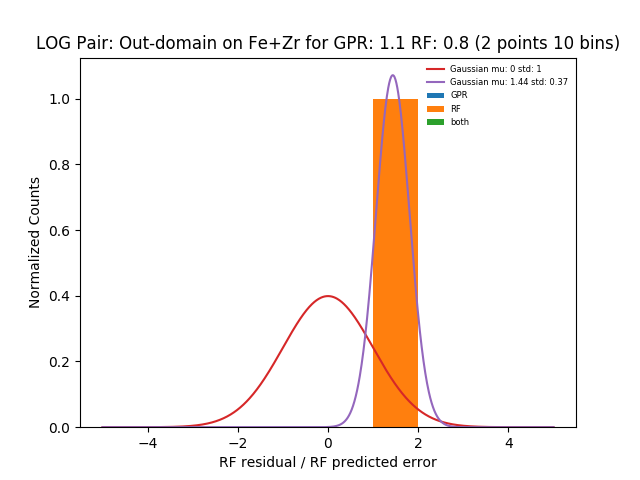 LOG Pair: Out-domain on Fe+Zr for GPR: 1.1 RF: 0.8 (2 points 10 bins)
Gaussian mu: 0 std: 1
Gaussian mu: 1.44 std: 0.37
GPR
RF
both
Normalized Counts
1.0
0.8
0.6
0.4
0.2
0.0
−4 −2 0 2 4
RF residual / RF predicted error